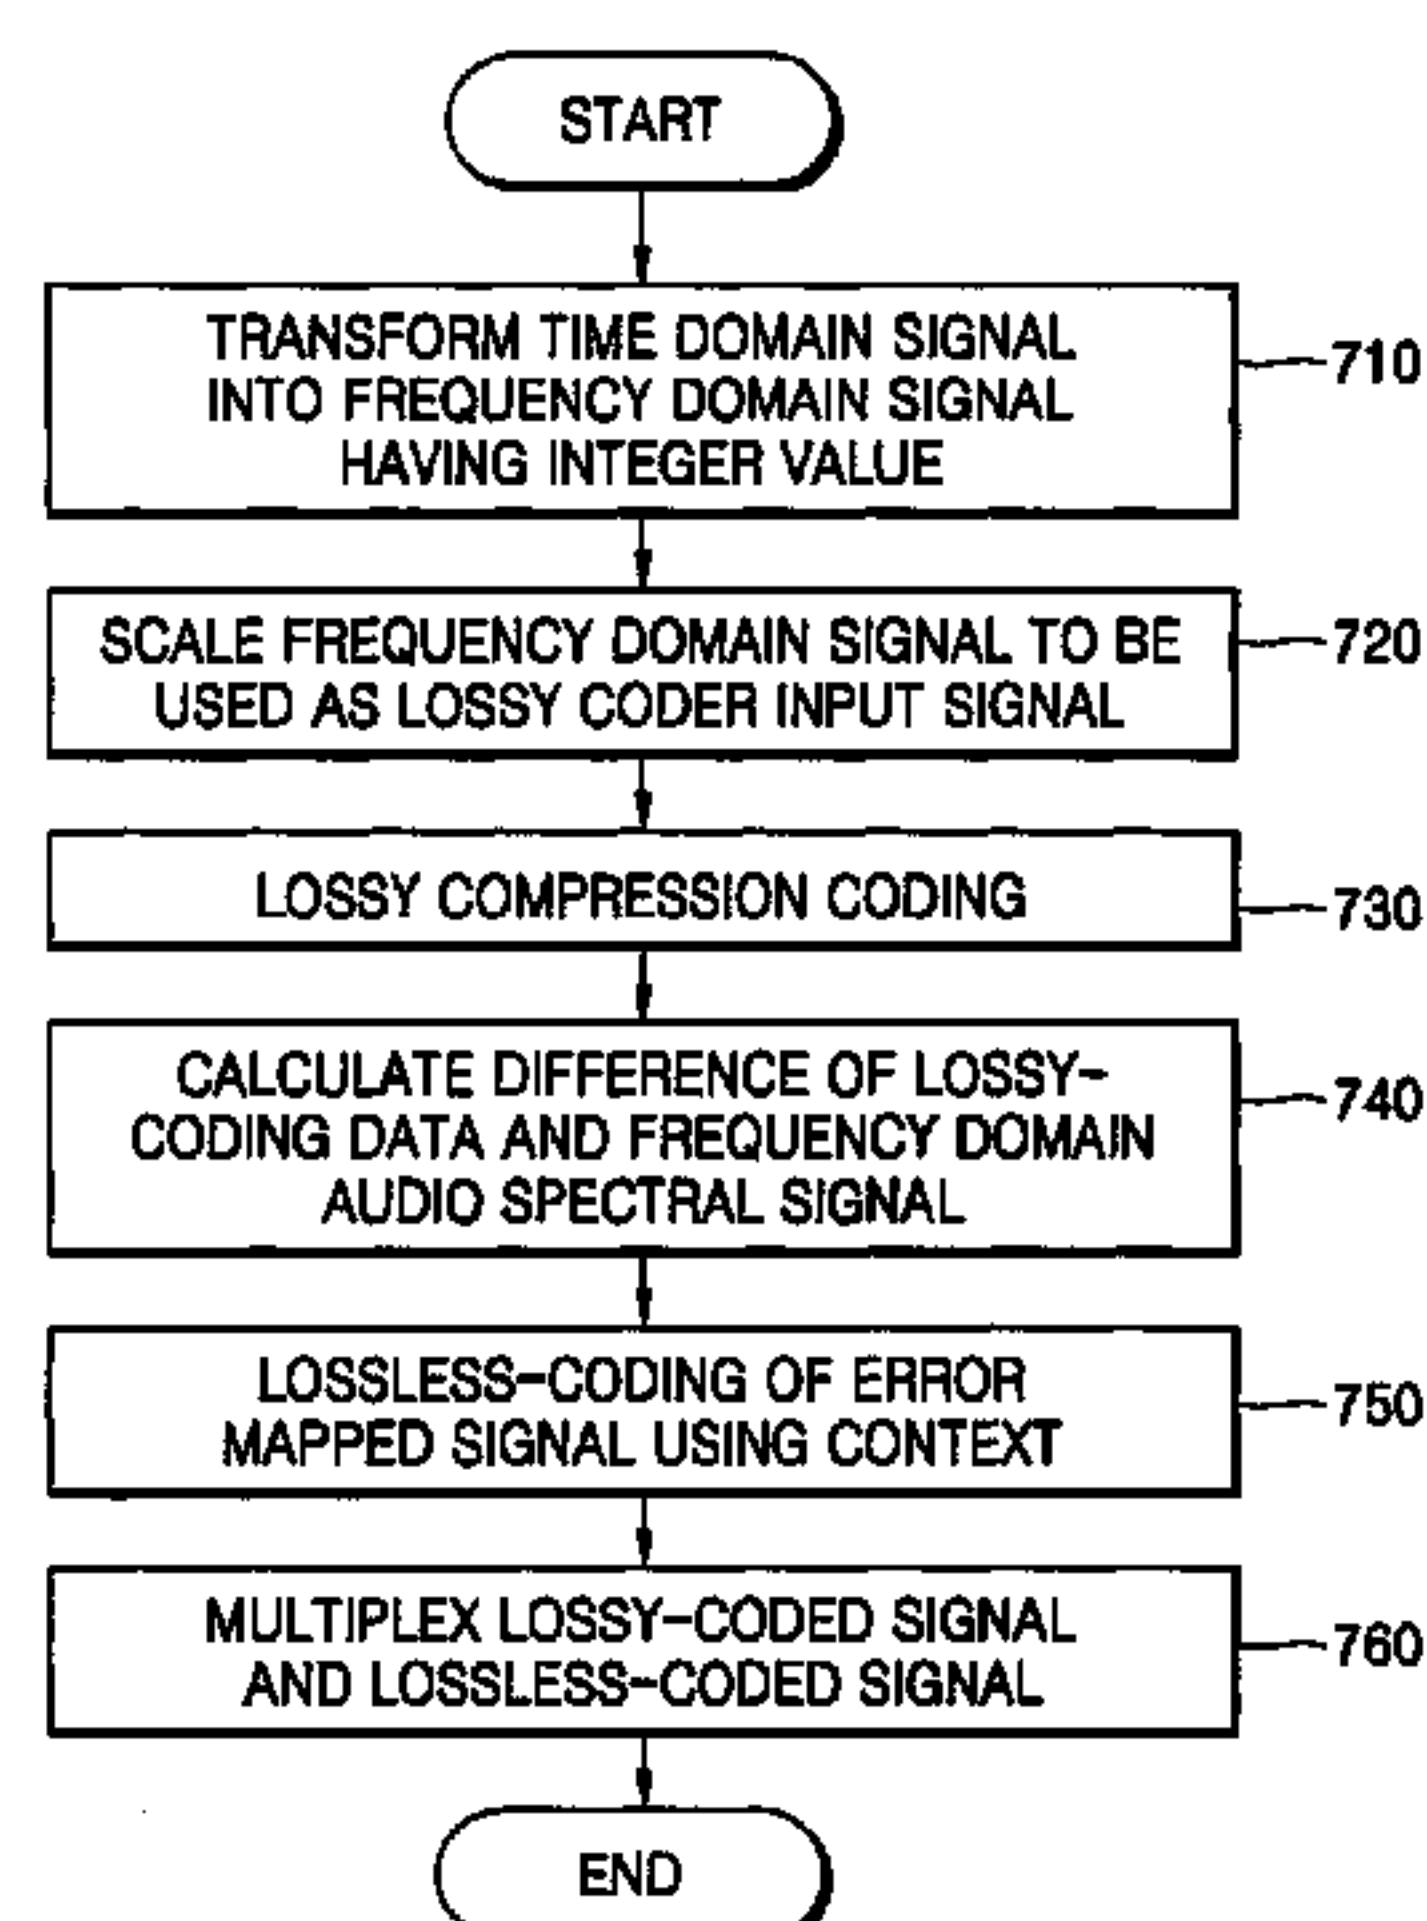 START
TRANSFORM TIME DOMAIN SIGNAL
INTO FREQUENCY DOMAIN SIGNAL
HAVING INTEGER VALUE
710
SCALE FREQUENCY DOMAIN SIGNAL TO BE
USED AS LOSSY CODER INPUT SIGNAL
720
LOSSY COMPRESSION CODING
730
CALCULATE DIFFERENCE OF LOSSY-
CODING DATA AND FREQUENCY DOMAIN
AUDIO SPECTRAL SIGNAL
740
LOSSLESS-CODING OF ERROR
MAPPED SIGNAL USING CONTEXT
750
MULTIPLEX LOSSY-CODED SIGNAL
AND LOSSLESS-CODED SIGNAL
760
END